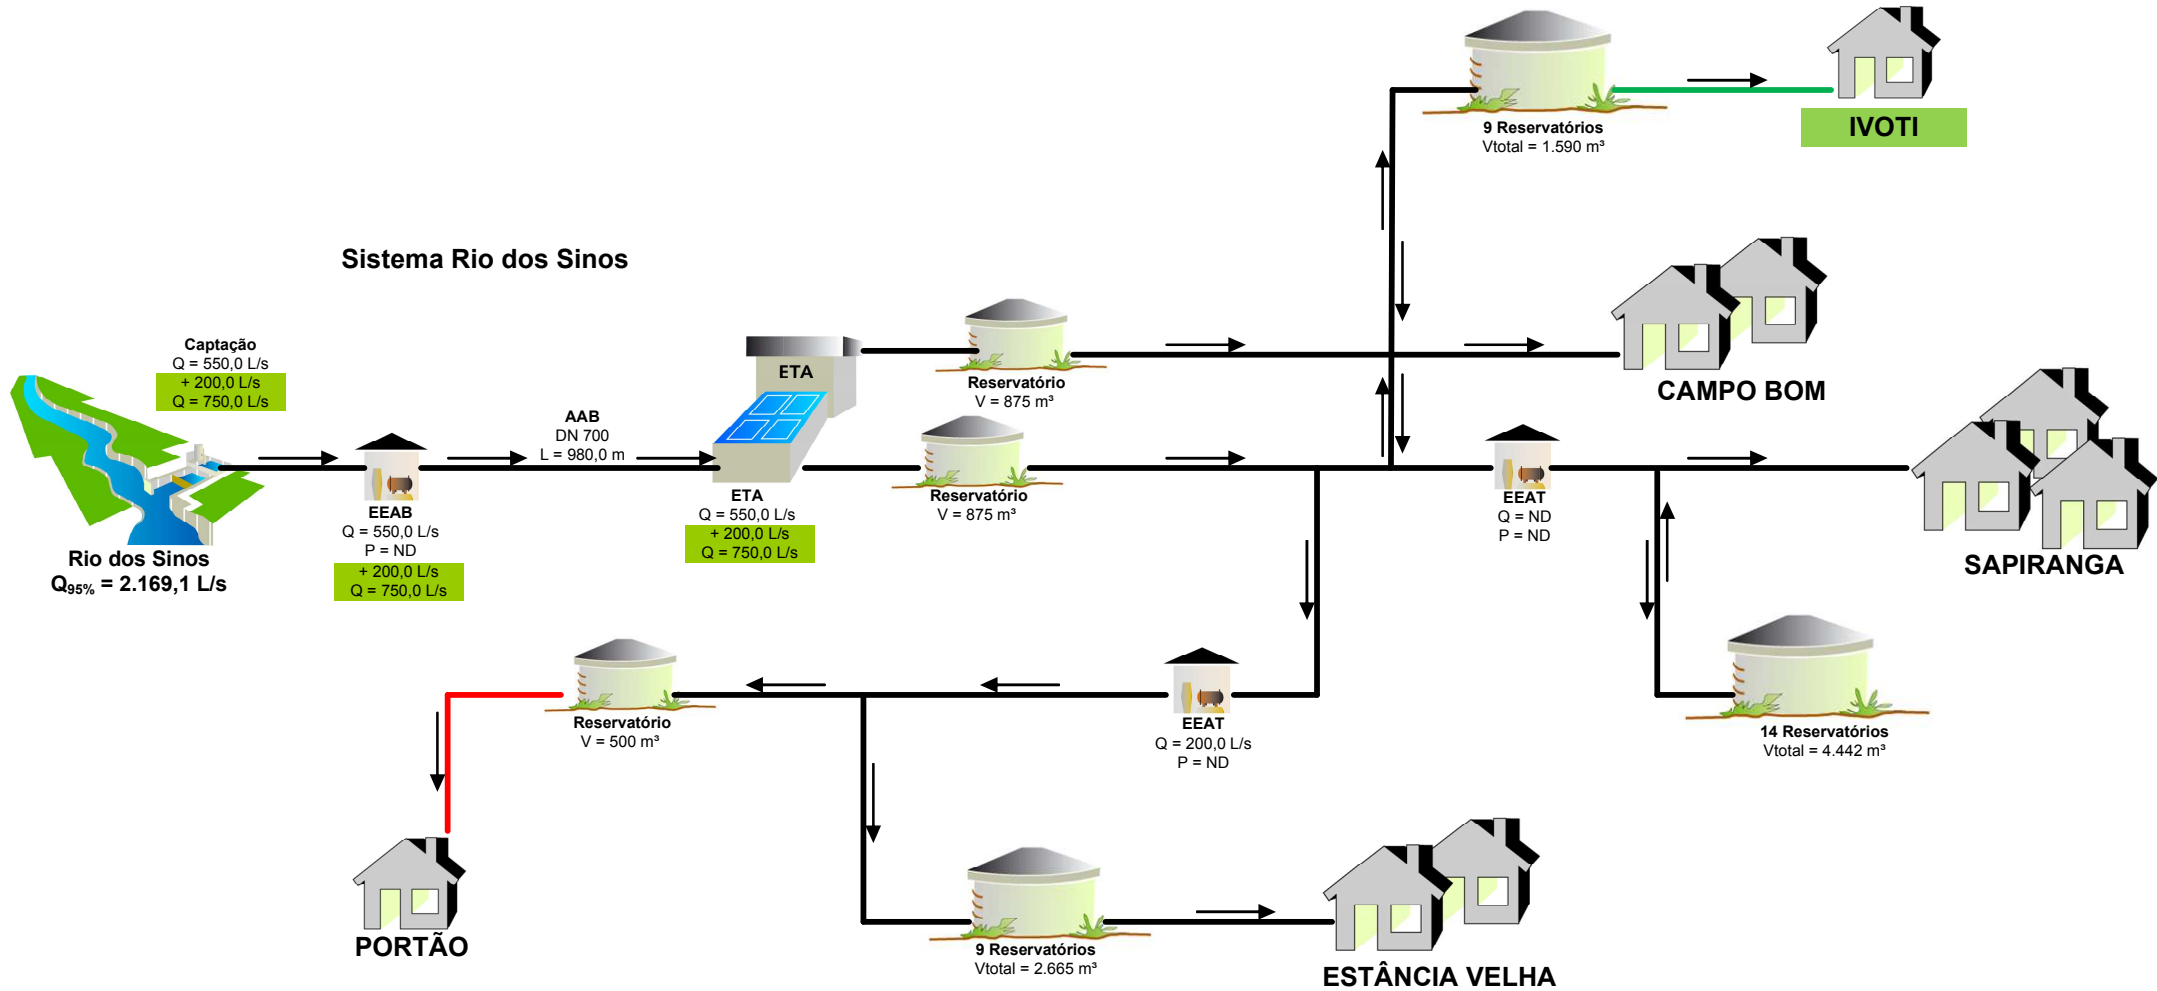 9 Reservatórios
Vtotal = 1.590 m³
IVOTI
Sistema Rio dos Sinos
Captação
Q = 550,0 L/s
+ 200,0 L/s
Q = 750,0 L/s
Rio dos Sinos
Q95% = 2.169,1 L/s
EEAB
Q = 550,0 L/s
P = ND
+ 200,0 L/s
Q = 750,0 L/s
AAB
DN 700
L = 980,0 m
ETA
ETA
Q = 550,0 L/s
+ 200,0 L/s
Q = 750,0 L/s
Reservatório
V = 875 m³
Reservatório
V = 875 m³
CAMPO BOM
EEAT
Q = ND
P = ND
SAPIRANGA
14 Reservatórios
Vtotal = 4.442 m³
EEAT
Q = 200,0 L/s
P = ND
Reservatório
V = 500 m³
PORTÃO
9 Reservatórios
Vtotal = 2.665 m³
ESTÂNCIA VELHA